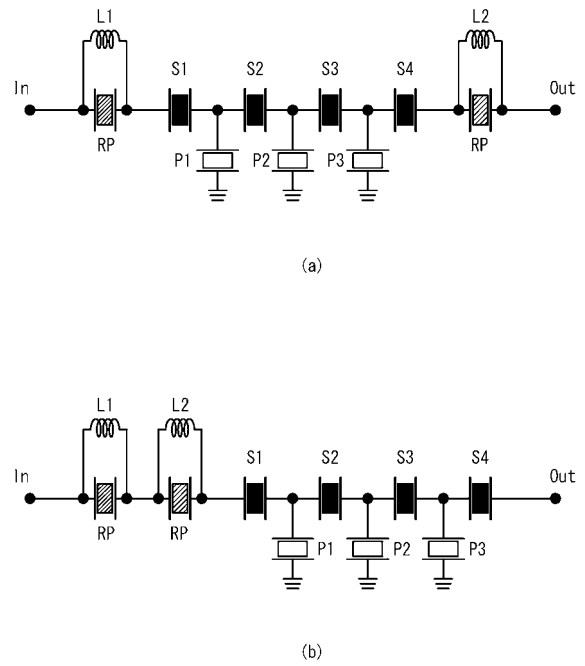 L1 L2
In S1 S2 S3 S4 Out
RP P1 P2 P3 RP
(a)
L1 L2
In S1 S2 S3 S4 Out
RP RP P1 P2 P3
(b)